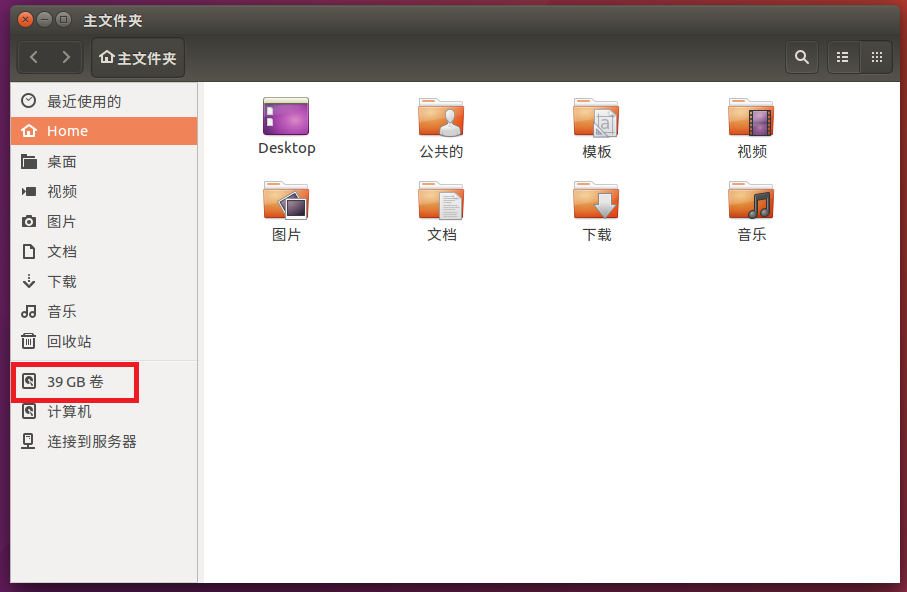 主文件夹
主文件夹
最近使用的
Home
桌面
视频
图片
文档
下载
音乐
回收站
39 GB 卷
计算机
连接到服务器
Desktop
公共的
模板
视频
图片
文档
下载
音乐